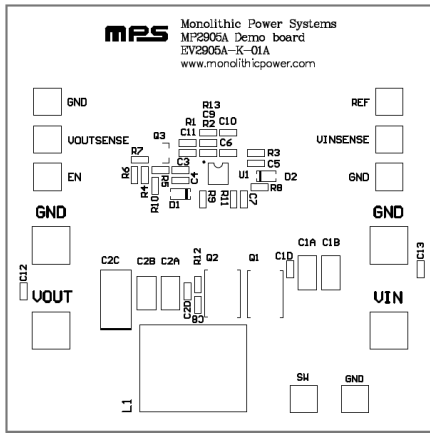 mps
Monolithic Power Systems
MP2905A Demo board
EV2905A-K-01A
www.monolithicpower.com
GND
VOUTSENSE
EN
GND
VOUT
C12
REF
VINSENSE
GND
GND
VIN
C13
R13
C9
R1 R2 C10
C11 C6
Q3
R7
R6
R4
R10
R5
C3
C4
D1
R9
R11
C7
U1
R3
C5
D2
R8
C2C C2B C2A
C2D
R12
C8
Q2 Q1
C1D
C1A C1B
L1
SW GND